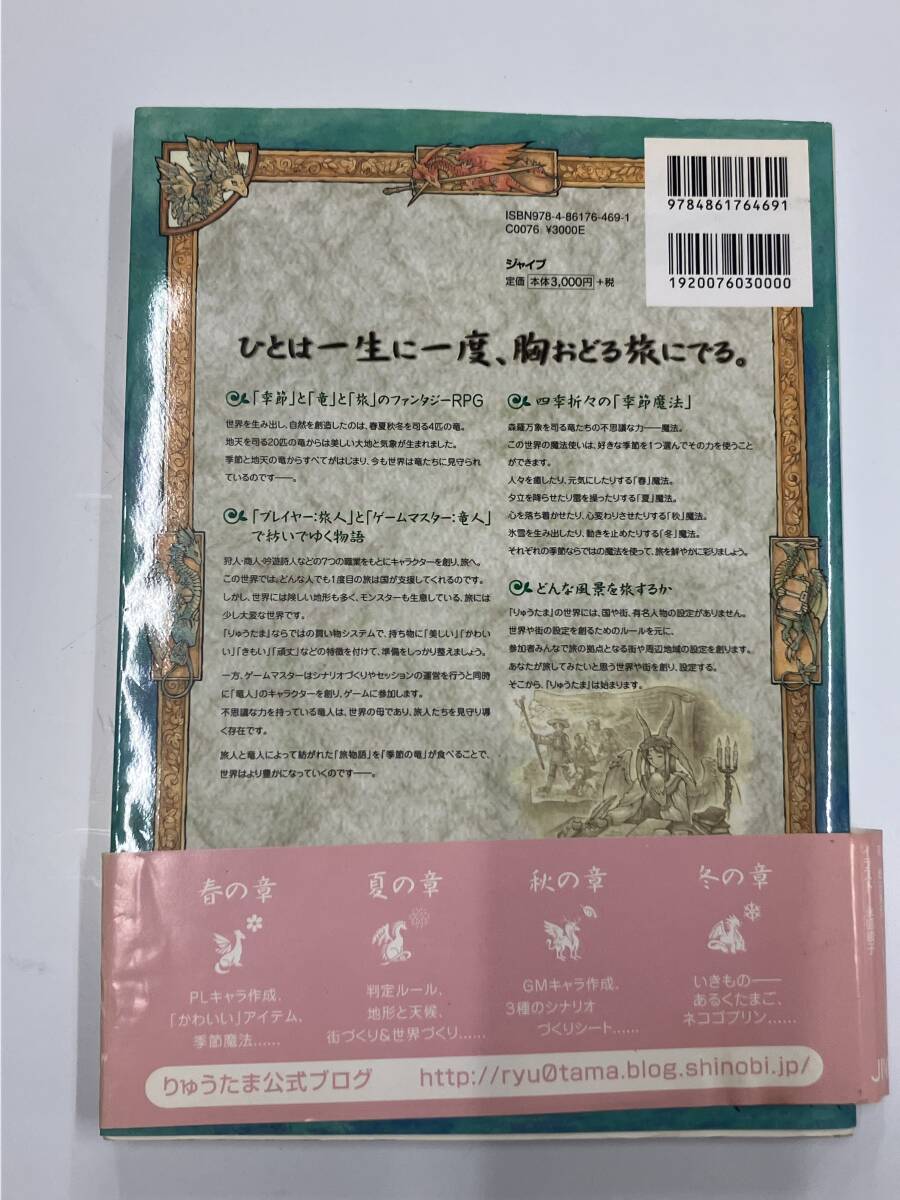 9784861764691
ISBN978-4-86176-469-1
C0076 ¥3000E
ジャイブ
定価 本体3,000円 +税
1920076030000
ひとは一生に一度、胸おどる旅にでる。
「季節」と「竜」と「旅」のファンタジーRPG
世界を生み出し、自然を創造したのは、春夏秋冬を司る4匹の竜。
地天を司る20匹の竜からは美しい大地と気象が生まれました。
季節と地天の竜からすべてがはじまり、今も世界は竜たちに見守られ
ているのです——。
「プレイヤー：旅人」と「ゲームマスター：竜人」
で紡いでゆく物語
狩人・商人・吟遊詩人などの7つの職業をもとにキャラクターを創り、旅へ。
この世界では、どんな人でも1度目の旅は国が支援してくれるのです。
しかし、世界には険しい地形も多く、モンスターも生息している、旅には
少し大変な世界です。
「りゅうたま」ならではの買い物システムで、持ち物に「美しい」「かわい
い」「きもい」「頑丈」などの特徴を付けて、準備をしっかり整えましょう。
一方、ゲームマスターはシナリオづくりやセッションの運営を行うと同時
に「竜人」のキャラクターを創り、ゲームに参加します。
不思議な力を持っている竜人は、世界の母であり、旅人たちを見守り導
く存在です。
旅人と竜人によって紡がれた「旅物語」を「季節の竜」が食べることで、
世界はより豊かになっていくのです——。
四季折々の「季節魔法」
森羅万象を司る竜たちの不思議な力——魔法。
この世界の魔法使いは、好きな季節を1つ選んでその力を使うこと
ができます。
人々を癒したり、元気にしたりする「春」魔法。
夕立を降らせたり雷を操ったりする「夏」魔法。
心を落ち着かせたり、心変わりさせたりする「秋」魔法。
氷雪を生み出したり、動きを止めたりする「冬」魔法。
それぞれの季節ならではの魔法を使って、旅を鮮やかに彩りましょう。
どんな風景を旅するか
「りゅうたま」の世界には、国や街、有名人物の設定がありません。
世界や街の設定を創るためのルールを元に、
参加者みんなで旅の拠点となる街や周辺地域の設定を創ります。
あなたが旅してみたいと思う世界や街を創り、設定する。
そこから、「りゅうたま」は始まります。
春の章
PLキャラ作成、
「かわいい」アイテム、
季節魔法……
夏の章
判定ルール、
地形と天候、
街づくり&世界づくり……
秋の章
GMキャラ作成、
3種のシナリオ
づくりシート……
冬の章
いきもの——
あるくたまご、
ネコゴブリン……
りゅうたま公式ブログ http://ryu0tama.blog.shinobi.jp/